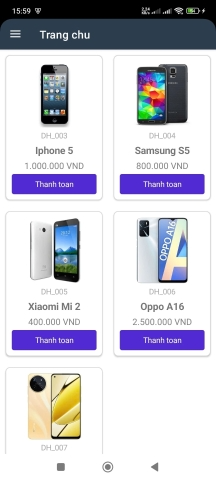 15:59
Trang chu
DH_003
DH_004
Iphone 5
Samsung S5
1.000.000 VND
800.000 VND
Thanh toan
Thanh toan
DH_005
OPPO A16
DH_006
Xiaomi Mi 2
Oppo A16
400.000 VND
2.500.000 VND
Thanh toan
Thanh toan
DH_007